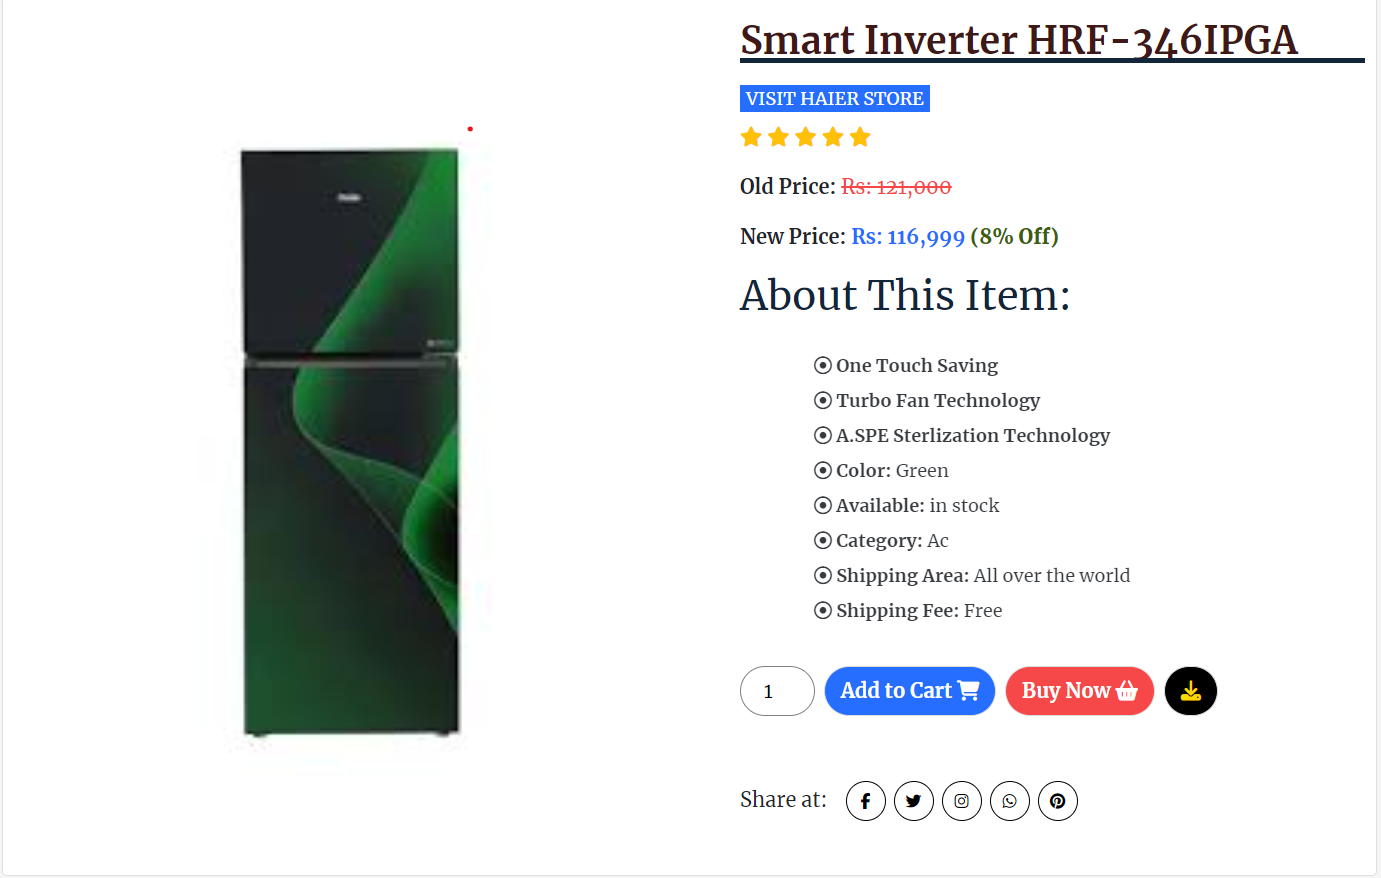 Smart Inverter HRF-346IPGA
VISIT HAIER STORE
Old Price: Rs: 121,000
New Price: Rs: 116,999 (8% Off)
About This Item:
One Touch Saving
Turbo Fan Technology
A.SPE Sterlization Technology
Color: Green
Available: in stock
Category: Ac
Shipping Area: All over the world
Shipping Fee: Free
1 Add to Cart Buy Now
Share at: